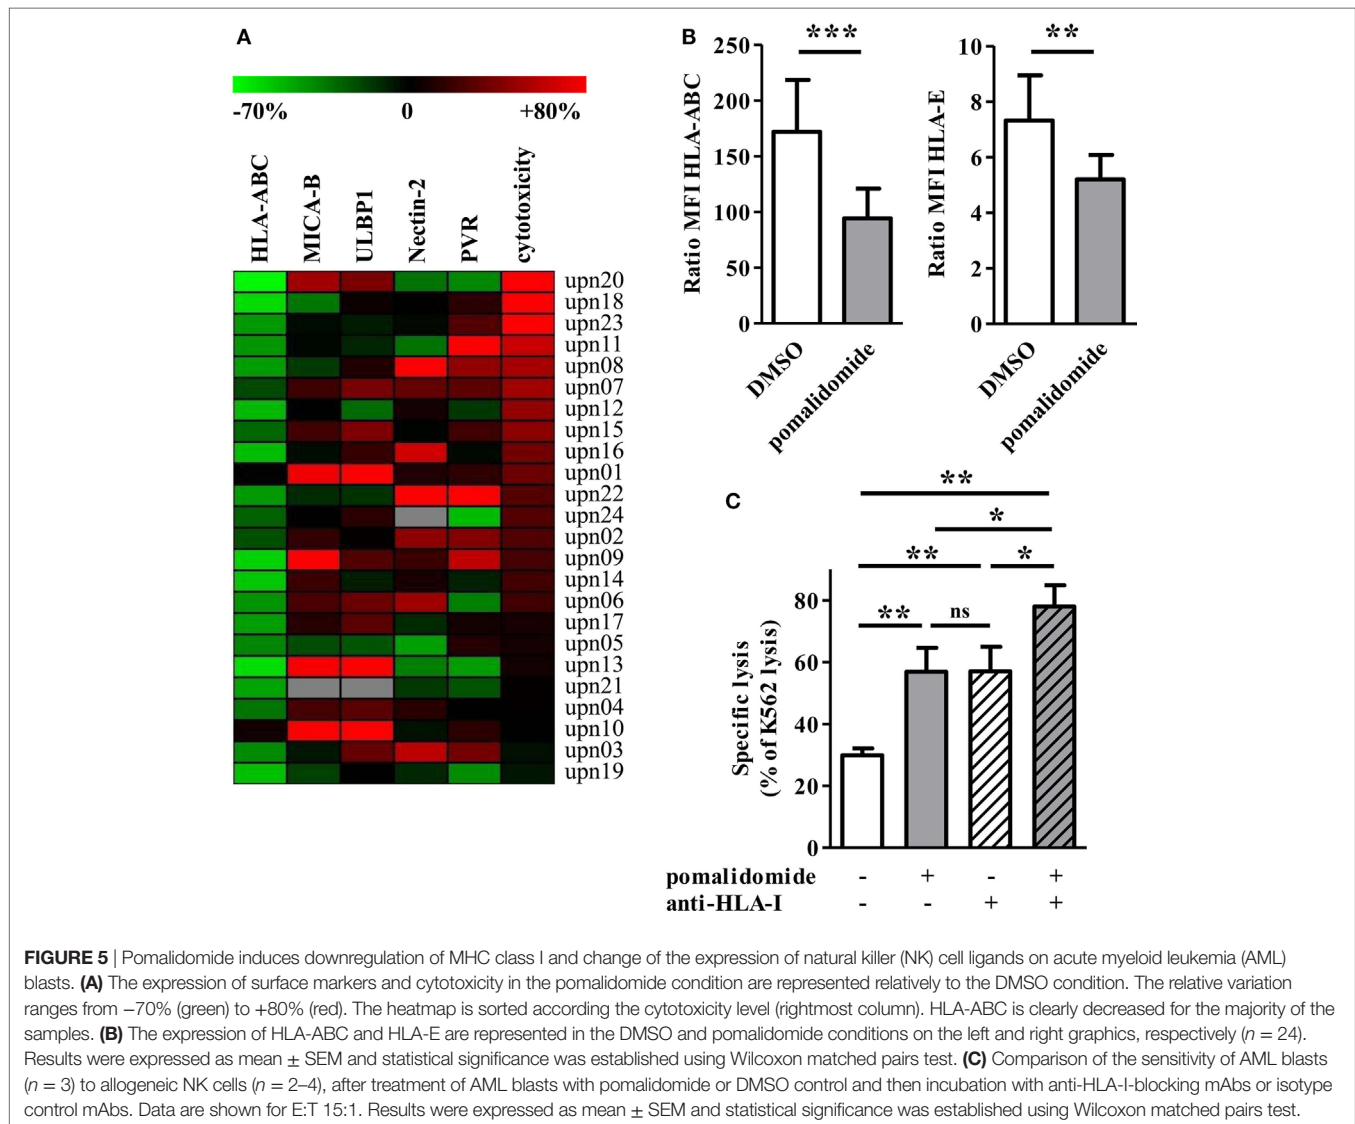 A
-70% 0 +80%
HLA-ABC MICA-B ULBP1 Nectin-2 PVR cytotoxicity
upn20
upn18
upn23
upn11
upn08
upn07
upn12
upn15
upn16
upn01
upn22
upn24
upn02
upn09
upn14
upn06
upn17
upn05
upn13
upn21
upn04
upn10
upn03
upn19
B
Ratio MFI HLA-ABC
250
200
150
100
50
0
***
DMSO
pomalidomide
Ratio MFI HLA-E
10
8
6
4
2
0
**
DMSO
pomalidomide
C
**
*
** *
** ns
Specific lysis
(% of K562 lysis)
80
60
40
20
0
pomalidomide - + - +
anti-HLA-I - - + +
FIGURE 5 | Pomalidomide induces downregulation of MHC class I and change of the expression of natural killer (NK) cell ligands on acute myeloid leukemia (AML)
blasts. (A) The expression of surface markers and cytotoxicity in the pomalidomide condition are represented relatively to the DMSO condition. The relative variation
ranges from −70% (green) to +80% (red). The heatmap is sorted according the cytotoxicity level (rightmost column). HLA-ABC is clearly decreased for the majority of the
samples. (B) The expression of HLA-ABC and HLA-E are represented in the DMSO and pomalidomide conditions on the left and right graphics, respectively (n = 24).
Results were expressed as mean ± SEM and statistical significance was established using Wilcoxon matched pairs test. (C) Comparison of the sensitivity of AML blasts
(n = 3) to allogeneic NK cells (n = 2–4), after treatment of AML blasts with pomalidomide or DMSO control and then incubation with anti-HLA-I-blocking mAbs or isotype
control mAbs. Data are shown for E:T 15:1. Results were expressed as mean ± SEM and statistical significance was established using Wilcoxon matched pairs test.